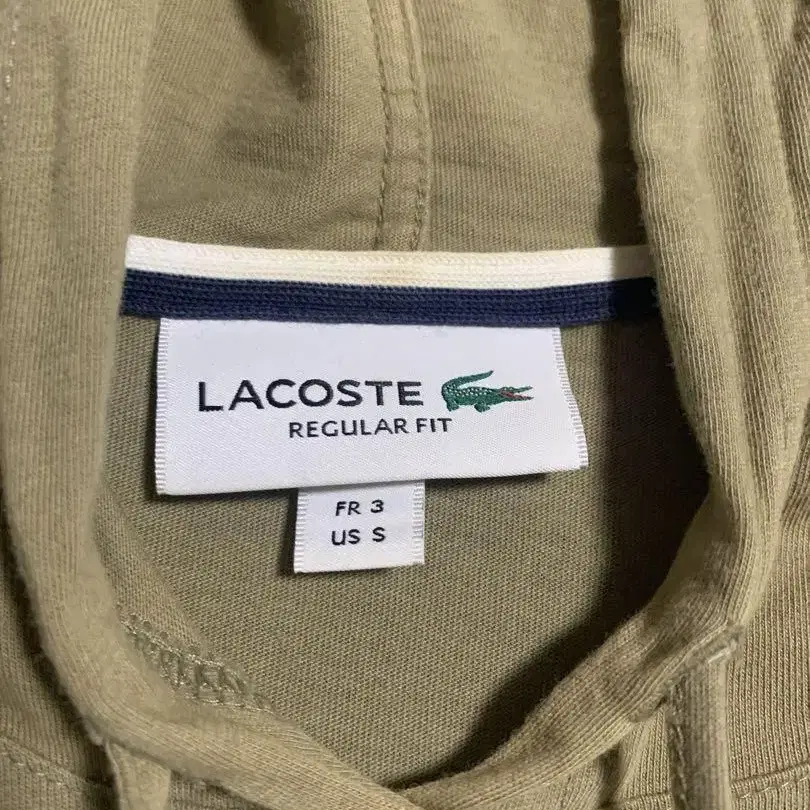 LACOSTE
REGULAR FIT
FR 3
US S